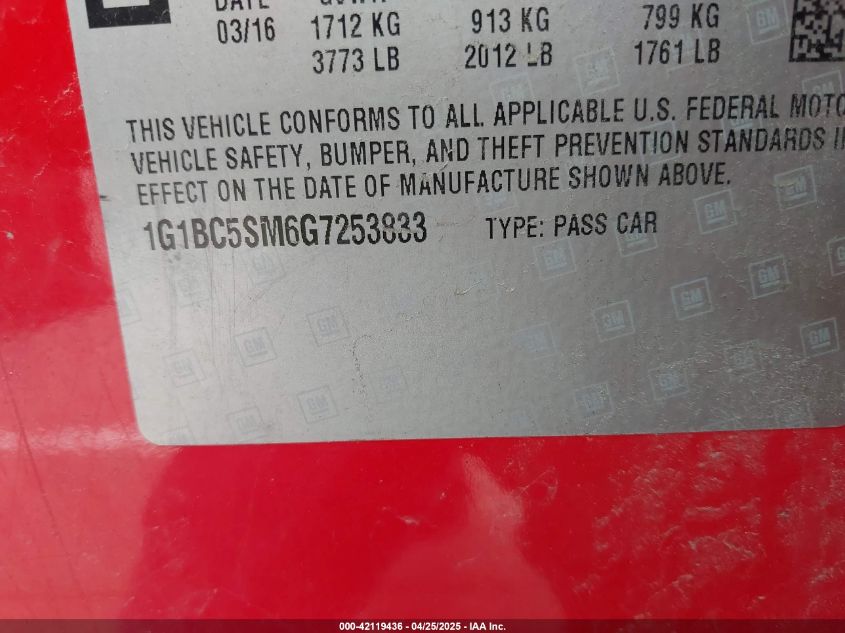 DATE
03/16 1712 KG 913 KG 799 KG
3773 LB 2012 LB 1761 LB
THIS VEHICLE CONFORMS TO ALL APPLICABLE U.S. FEDERAL MOTO
VEHICLE SAFETY, BUMPER, AND THEFT PREVENTION STANDARDS I
EFFECT ON THE DATE OF MANUFACTURE SHOWN ABOVE.
1G1BC5SM6G7253833 TYPE: PASS CAR
000-42119436 - 04/25/2025 - IAA Inc.